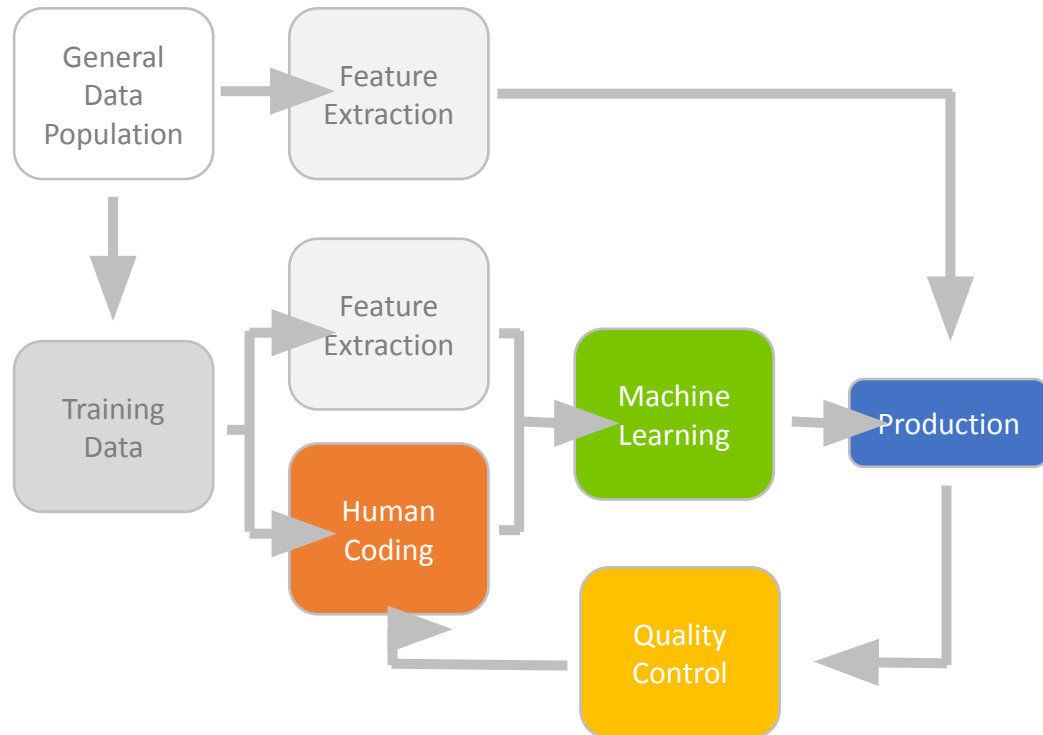 General
Data
Population
Feature
Extraction
Feature
Extraction
Training
Data
Machine
Learning
Production
Human
Coding
Quality
Control